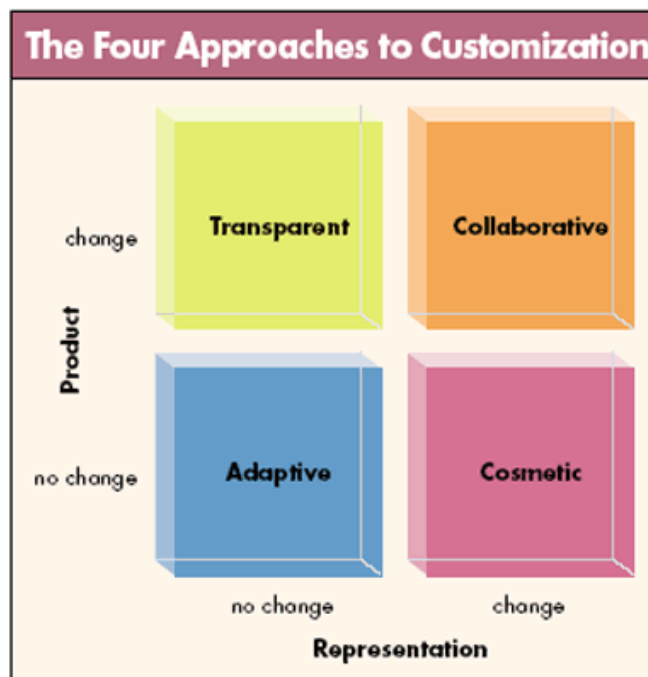 The Four Approaches to Customization
change
Transparent
Collaborative
Product
no change
Adaptive
Cosmetic
no change
change
Representation